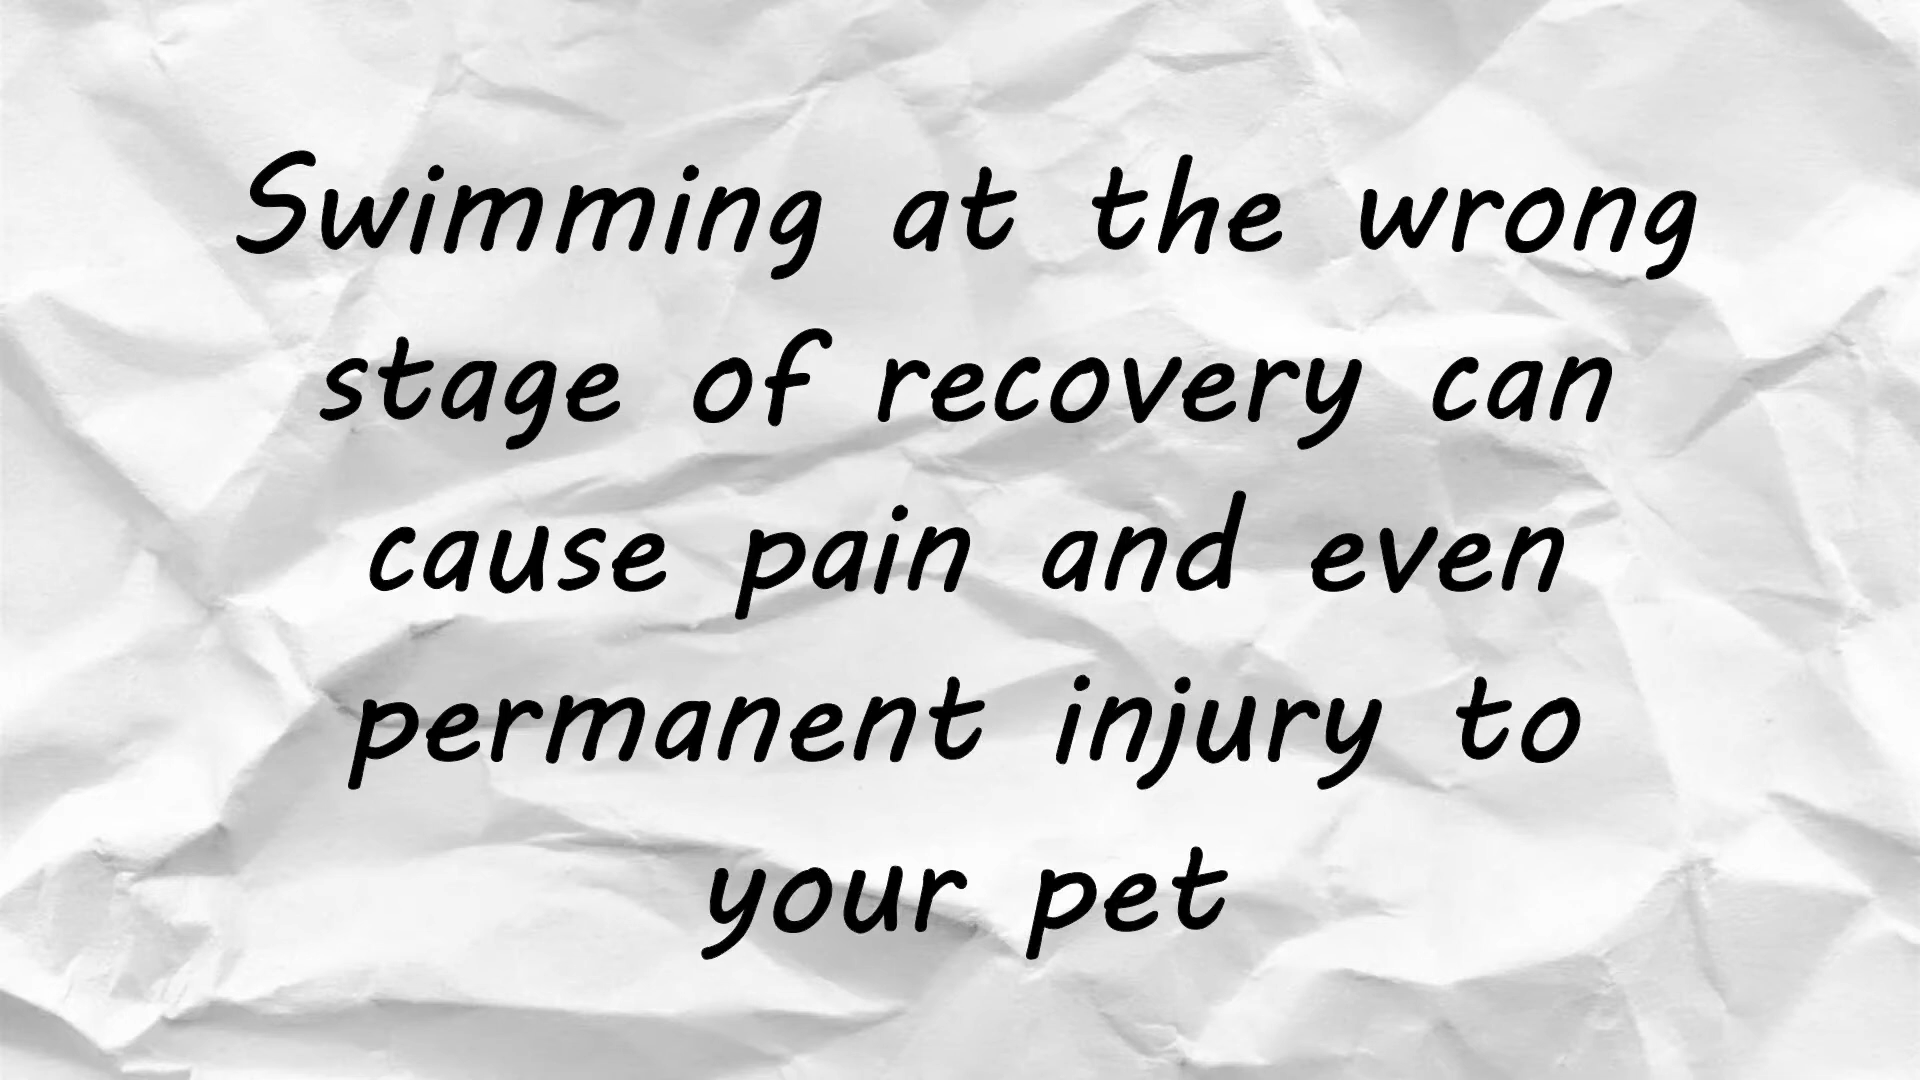 Swimming at the wrong
stage of recovery can
cause pain and even
permanent injury to
your pet